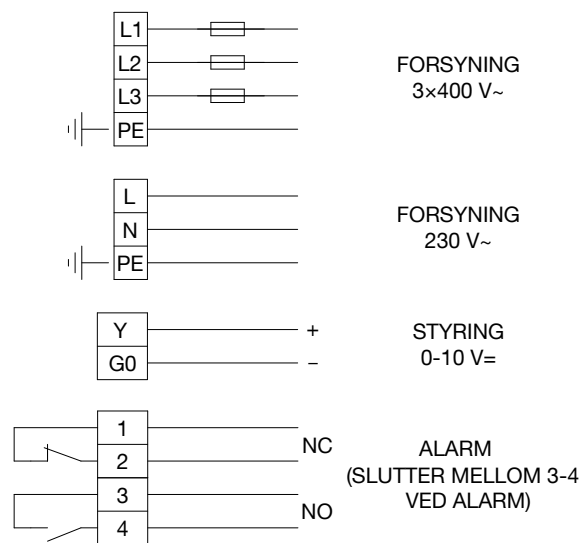 L1
L2
L3
PE
FORSYNING
3×400 V~
L
N
PE
FORSYNING
230 V~
Y +
G0 −
STYRING
0-10 V=
1
2
NC
3
4
NO
ALARM
(SLUTTER MELLOM 3-4
VED ALARM)